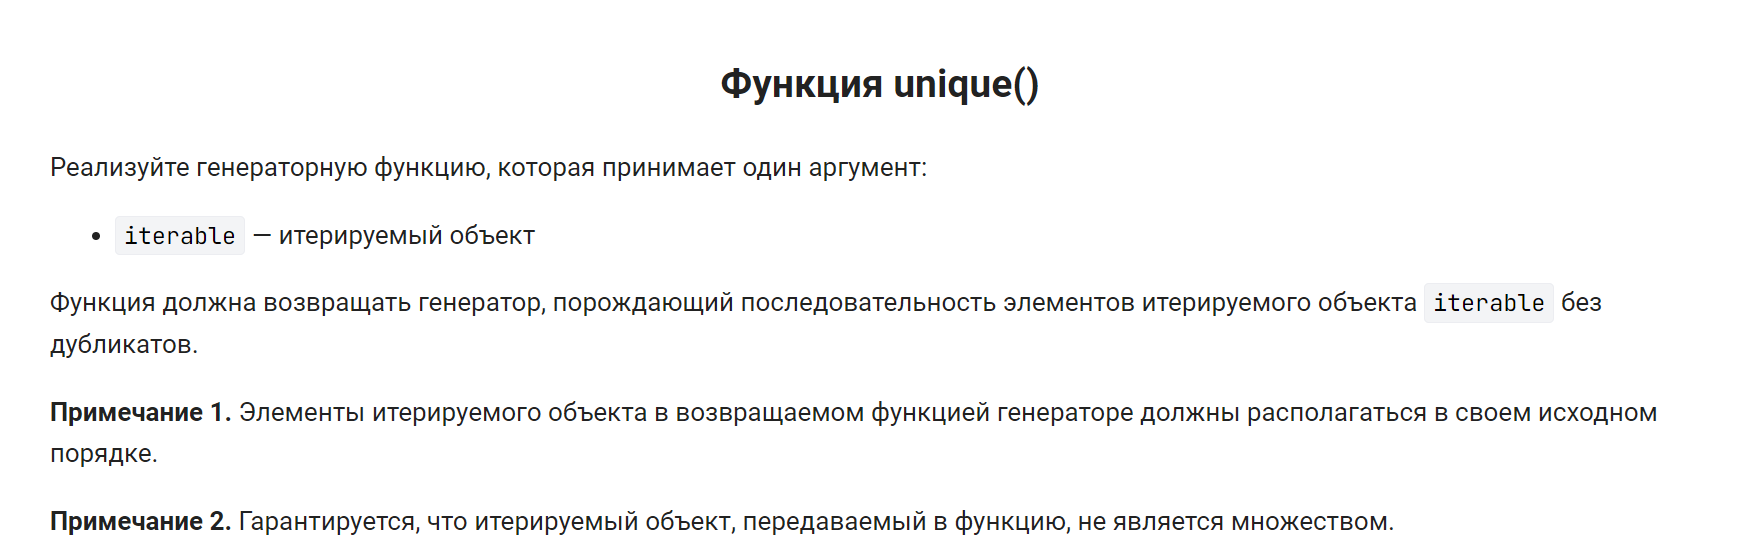 Функция unique()
Реализуйте генераторную функцию, которая принимает один аргумент:
• iterable — итерируемый объект
Функция должна возвращать генератор, порождающий последовательность элементов итерируемого объекта iterable без
дубликатов.
Примечание 1. Элементы итерируемого объекта в возвращаемом функцией генераторе должны располагаться в своем исходном
порядке.
Примечание 2. Гарантируется, что итерируемый объект, передаваемый в функцию, не является множеством.